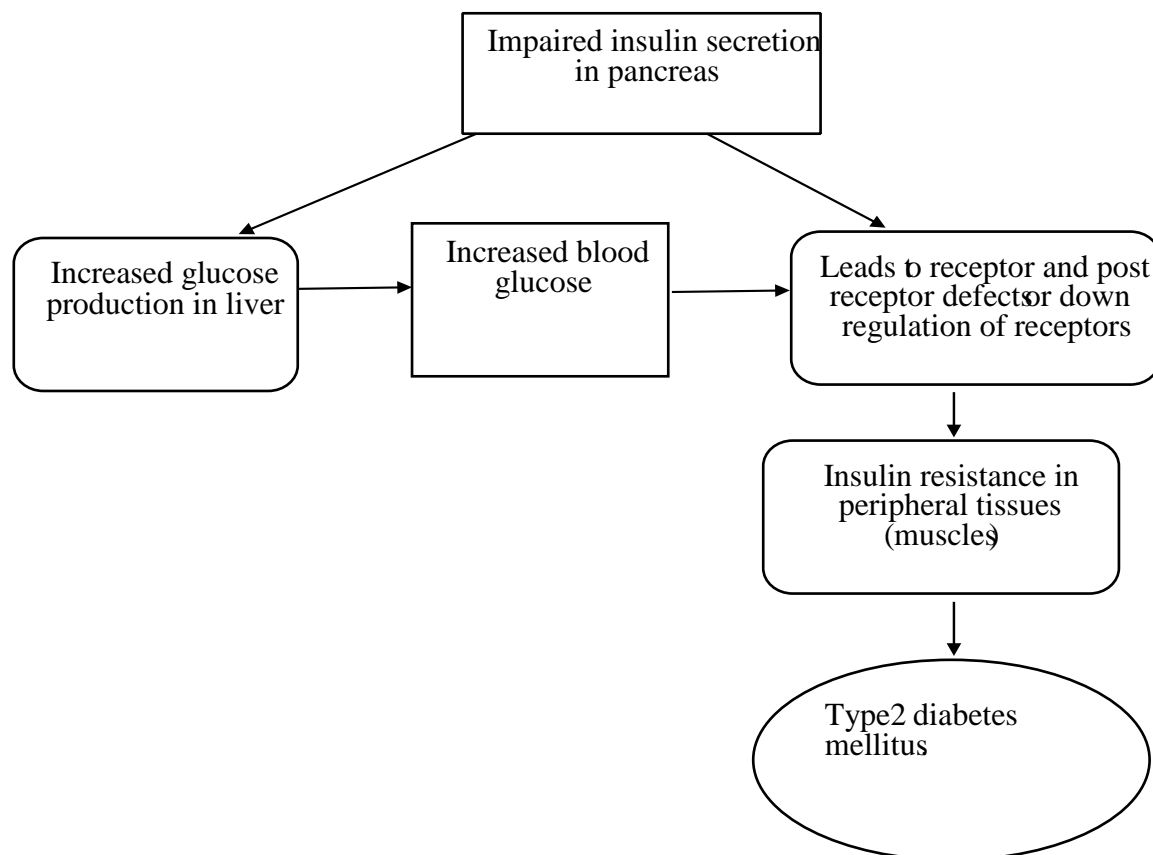 Impaired insulin secretion
in pancreas
Increased glucose
production in liver
Increased blood
glucose
Leads to receptor and post
receptor defects, or down
regulation of receptors
Insulin resistance in
peripheral tissues
(muscles)
Type2 diabetes
mellitus.